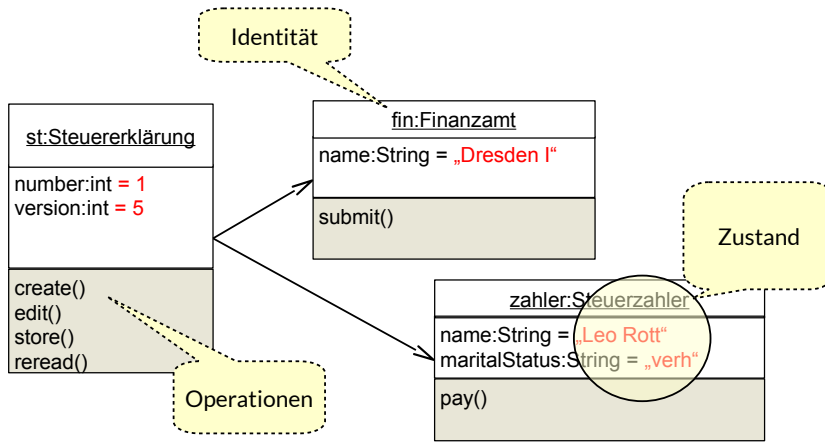 Identität
st:Steuererklärung
number:int = 1
version:int = 5
create()
edit()
store()
reread()
Operationen
fin:Finanzamt
name:String = „Dresden I“
submit()
Zustand
zahler:Steuerzahler
name:String = „Leo Rott“
maritalStatus:String = „verh“
pay()